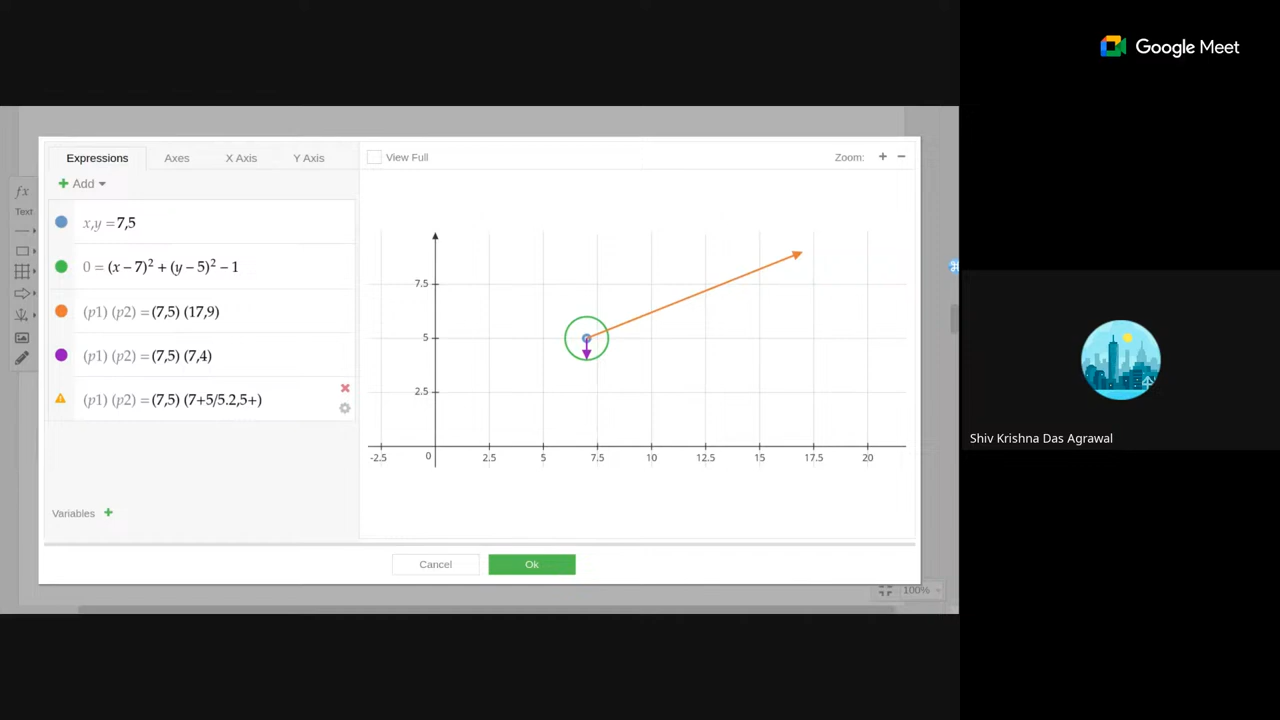 Google Meet
Expressions Axes X Axis Y Axis
View Full
Zoom: + −
+ Add
fx
Text
x,y = 7,5
0 = (x − 7)² + (y − 5)² − 1
(p1) (p2) = (7,5) (17,9)
(p1) (p2) = (7,5) (7,4)
(p1) (p2) = (7,5) (7+5/5.2,5+)
Variables +
7.5
5
2.5
-2.5 0 2.5 5 7.5 10 12.5 15 17.5 20
Cancel Ok
100%
Shiv Krishna Das Agrawal